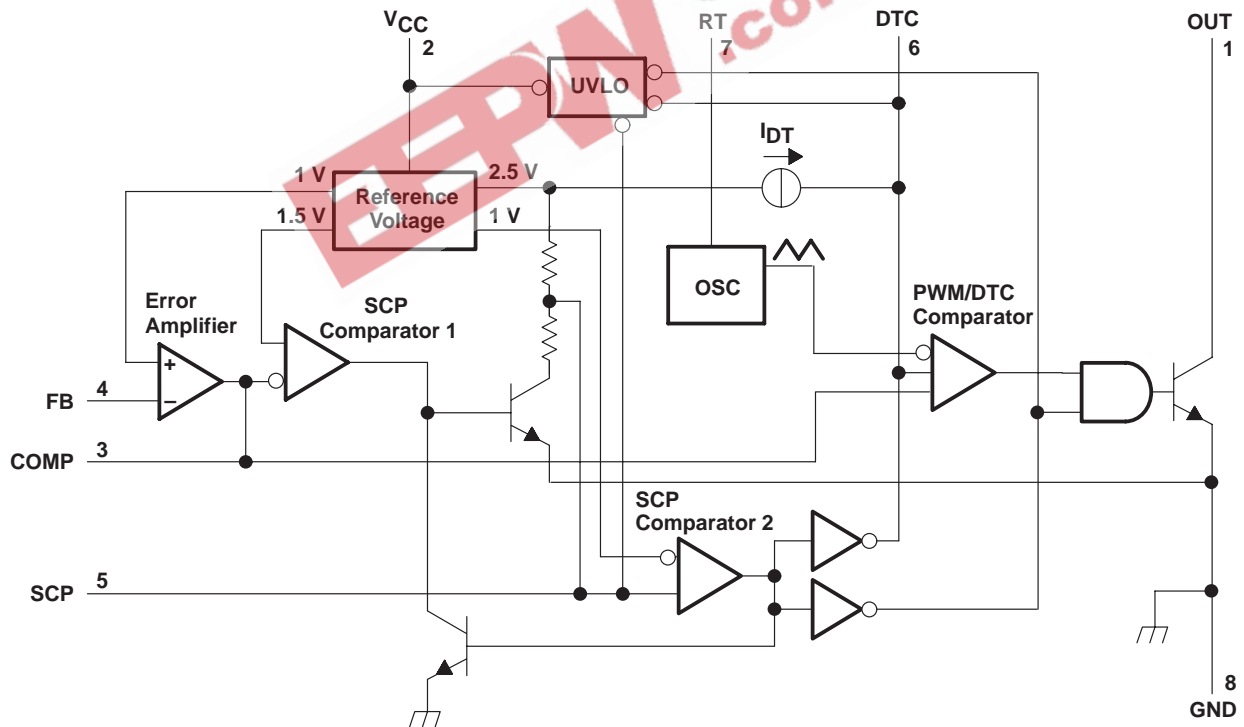 VCC
2
RT
7
DTC
6
OUT
1
UVLO
IDT
1 V
1.5 V
Reference
Voltage
2.5 V
1 V
OSC
Error
Amplifier
SCP
Comparator 1
PWM/DTC
Comparator
+
–
FB
4
COMP
3
SCP
Comparator 2
SCP
5
8
GND
EEPW
.com